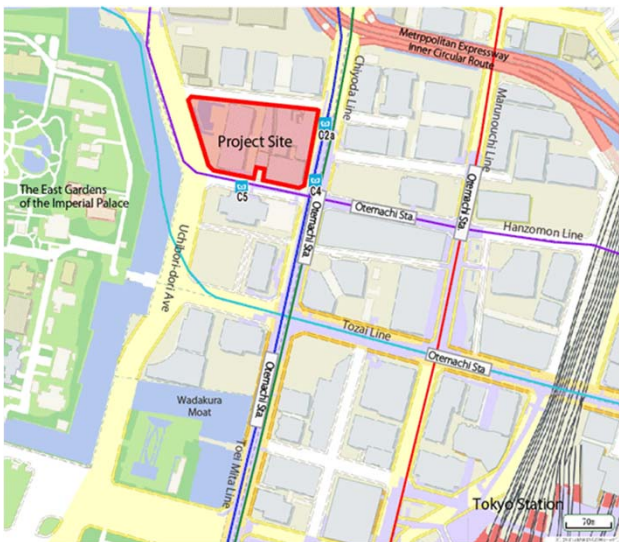 Metrppolitan Expressway
Inner Circular Route
Chiyoda Line
Marunouchi Line
Project Site
C2a
C4
C5
The East Gardens
of the Imperial Palace
Otemachi Sta.
Otemachi Sta.
Otemachi Sta.
Hanzomon Line
Uchibori-dori Ave
Tozai Line
Otemachi Sta.
Otemachi Sta.
Wadakura
Moat
Toei Mita Line
Tokyo Station
70m